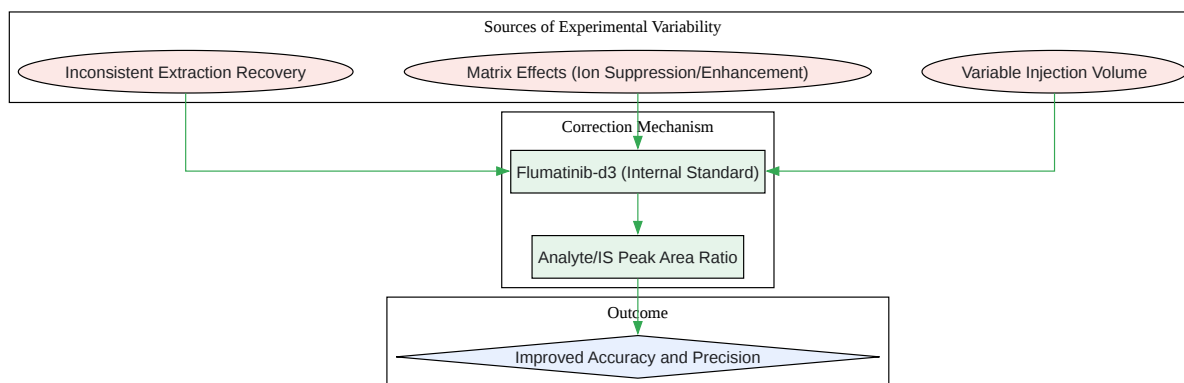 Sources of Experimental Variability
Inconsistent Extraction Recovery
Matrix Effects (Ion Suppression/Enhancement)
Variable Injection Volume
Correction Mechanism
Flumatinib-d3 (Internal Standard)
Analyte/IS Peak Area Ratio
Outcome
Improved Accuracy and Precision